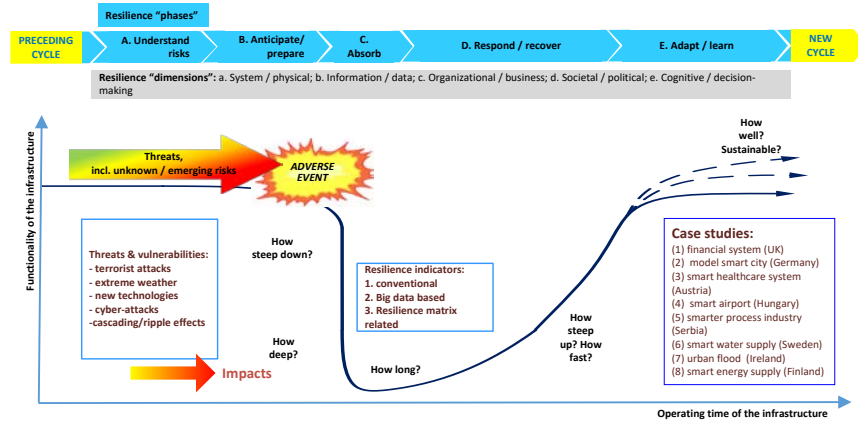 Resilience “phases”
PRECEDING
CYCLE
A. Understand
risks
B. Anticipate/
prepare
C.
Absorb
D. Respond / recover
E. Adapt / learn
NEW
CYCLE
Resilience “dimensions”: a. System / physical; b. Information / data; c. Organizational / business; d. Societal / political; e. Cognitive / decision-
making
Functionality of the infrastructure
Threats,
incl. unknown / emerging risks
ADVERSE
EVENT
How
well?
Sustainable?
Threats & vulnerabilities:
- terrorist attacks
- extreme weather
- new technologies
- cyber-attacks
-cascading/ripple effects
How
steep down?
Resilience indicators:
1. conventional
2. Big data based
3. Resilience matrix
related
How
deep?
Impacts
How long?
How
steep
up? How
fast?
Case studies:
(1) financial system (UK)
(2) model smart city (Germany)
(3) smart healthcare system
(Austria)
(4) smart airport (Hungary)
(5) smarter process industry
(Serbia)
(6) smart water supply (Sweden)
(7) urban flood (Ireland)
(8) smart energy supply (Finland)
Operating time of the infrastructure